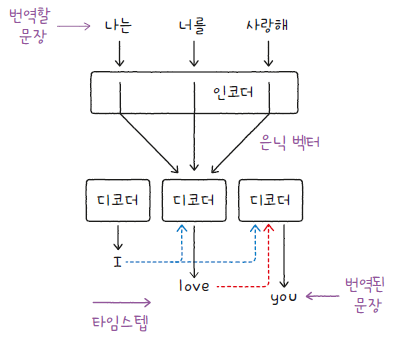 번역할
문장
나는 너를 사랑해
인코더
은닉 벡터
디코더 디코더 디코더
I
love
you
번역된
문장
타임스텝